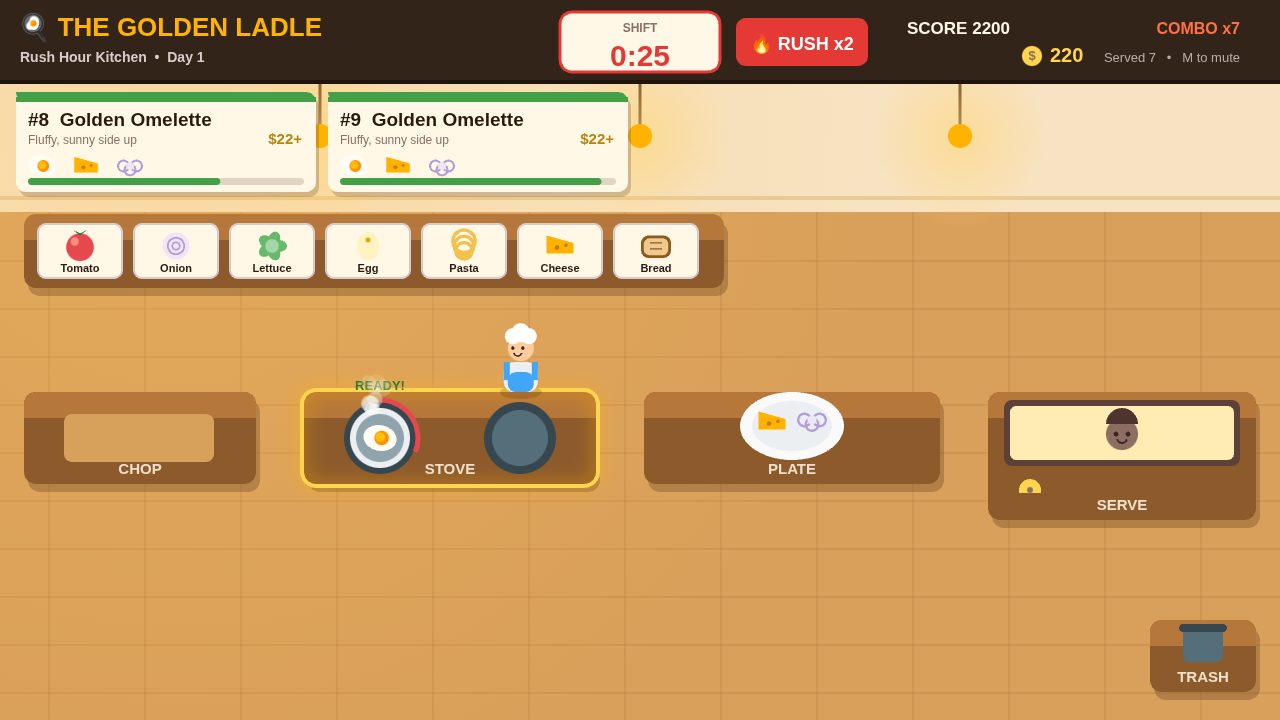 THE GOLDEN LADLE
Rush Hour Kitchen • Day 1
SHIFT
0:25
🔥 RUSH x2
SCORE 2200
COMBO x7
$ 220
Served 7 • M to mute
#8 Golden Omelette
Fluffy, sunny side up
$22+
#9 Golden Omelette
Fluffy, sunny side up
$22+
Tomato
Onion
Lettuce
Egg
Pasta
Cheese
Bread
READY!
CHOP
STOVE
PLATE
SERVE
TRASH